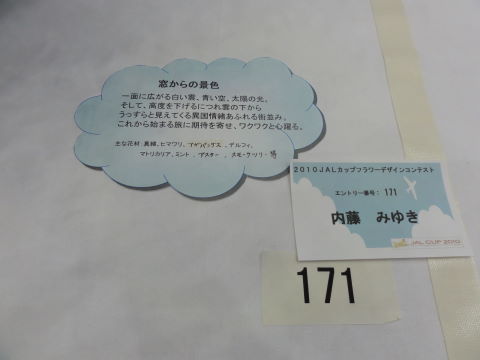 窓からの景色
一面に広がる白い雲、青い空、太陽の光。
そして、高度を下げるにつれ雲の下から
うっすらと見えてくる異国情緒あふれる街並み。
これから始まる旅に期待を寄せ、ワクワクと心躍る。
主な花材:真綿、ヒマワリ、アガパンサス、デルフィ、
マトリカリア、ミント、アスター、スモークツリー 等
2010JALカップフラワーデザインコンテスト
エントリー番号: 171
内藤 みゆき
JAL CUP 2010
171